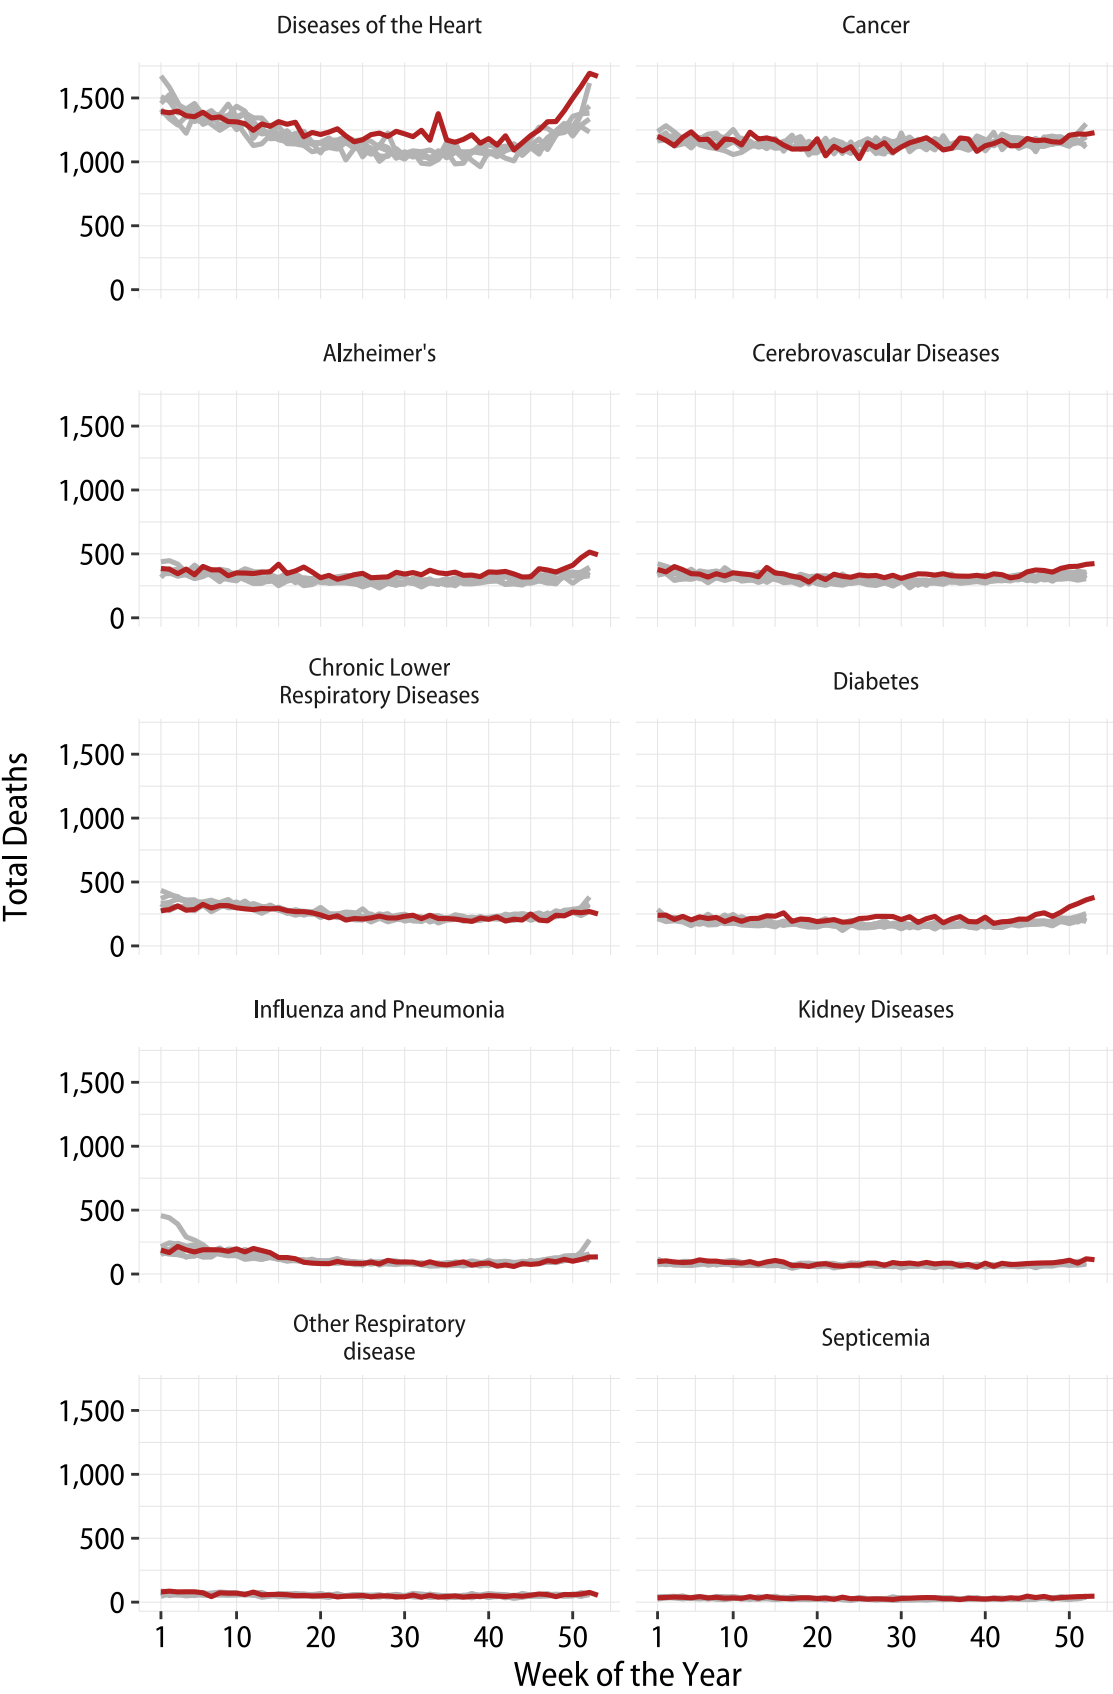 Diseases of the Heart
Cancer
1,500
1,000
500
0
Alzheimer's
Cerebrovascular Diseases
1,500
1,000
500
0
Chronic Lower
Respiratory Diseases
Diabetes
Total Deaths
1,500
1,000
500
0
Influenza and Pneumonia
Kidney Diseases
1,500
1,000
500
0
Other Respiratory
disease
Septicemia
1,500
1,000
500
0
1 10 20 30 40 50 1 10 20 30 40 50
Week of the Year